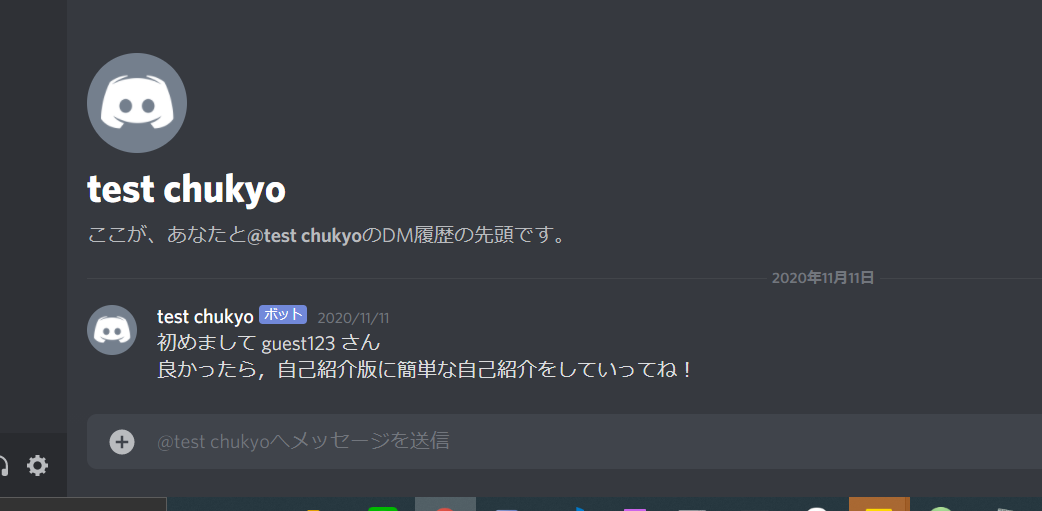 test chukyo
ここが、あなたと@test chukyoのDM履歴の先頭です。
2020年11月11日
test chukyo ボット 2020/11/11
初めまして guest123 さん
良かったら，自己紹介版に簡単な自己紹介をしていってね！
@test chukyoへメッセージを送信